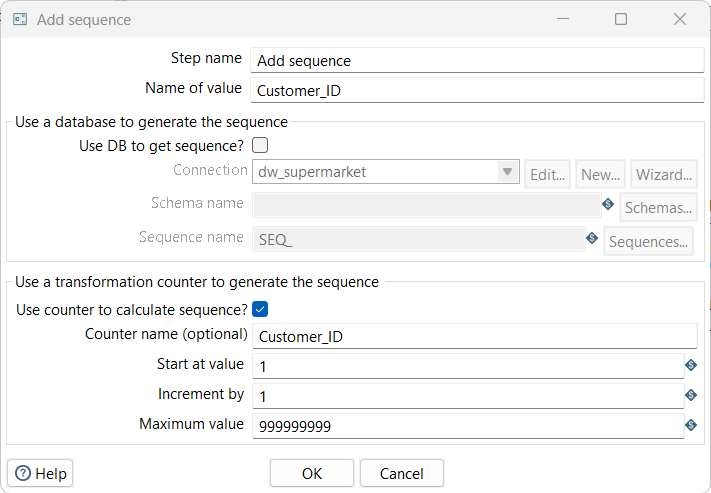 Add sequence
Step name Add sequence
Name of value Customer_ID
Use a database to generate the sequence
Use DB to get sequence?
Connection dw_supermarket Edit... New... Wizard...
Schema name Schemas...
Sequence name SEQ_ Sequences...
Use a transformation counter to generate the sequence
Use counter to calculate sequence?
Counter name (optional) Customer_ID
Start at value 1
Increment by 1
Maximum value 999999999
Help OK Cancel